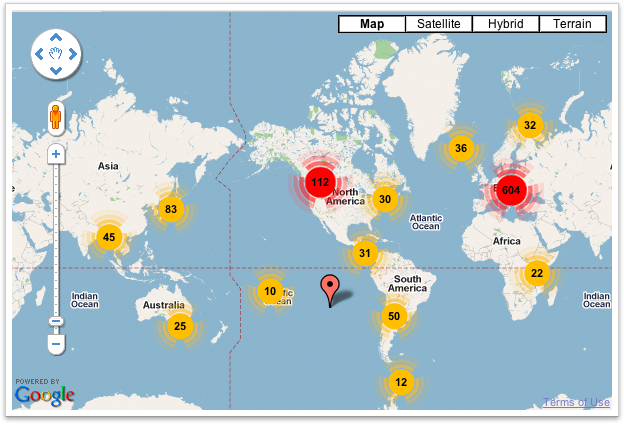 Map Satellite Hybrid Terrain
32
36
Asia
112
North
America
604
30
83
Atlantic
Ocean
45
Africa
31
22
South
America
10
Indian
Ocean
Australia
Indian
Ocean
50
25
12
POWERED BY
Google
Terms of Use